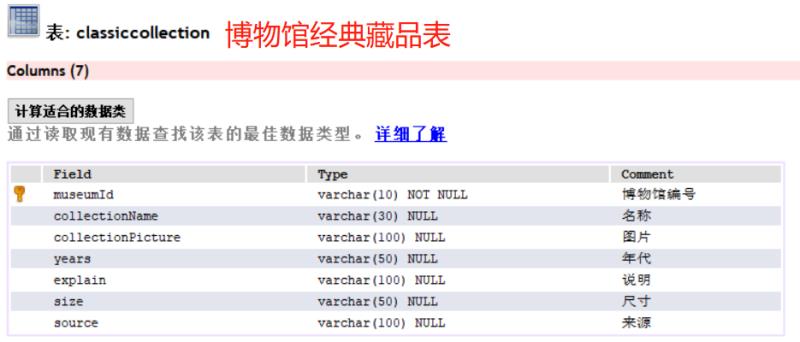 表: classiccollection 博物馆经典藏品表
Columns (7)
计算适合的数据类
通过读取现有数据查找该表的最佳数据类型。 详细了解
Field Type Comment
museumId varchar(10) NOT NULL 博物馆编号
collectionName varchar(30) NULL 名称
collectionPicture varchar(100) NULL 图片
years varchar(50) NULL 年代
explain varchar(100) NULL 说明
size varchar(50) NULL 尺寸
source varchar(100) NULL 来源